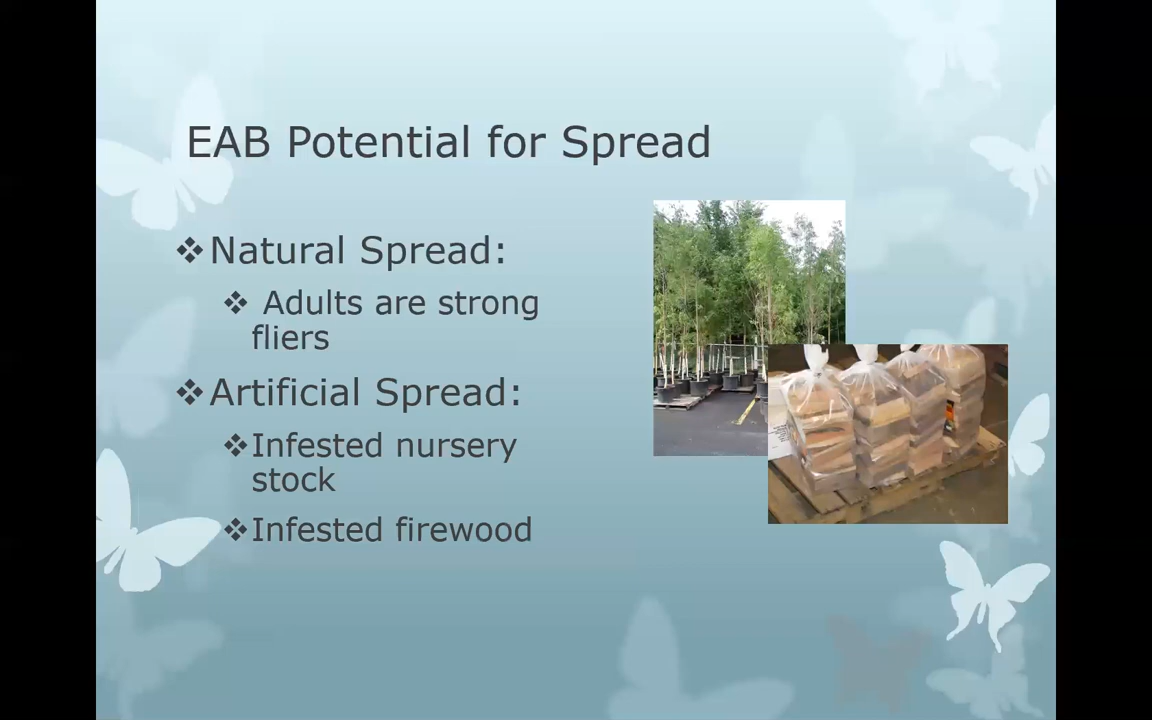 EAB Potential for Spread
❖Natural Spread:
❖ Adults are strong
fliers
❖Artificial Spread:
❖Infested nursery
stock
❖Infested firewood